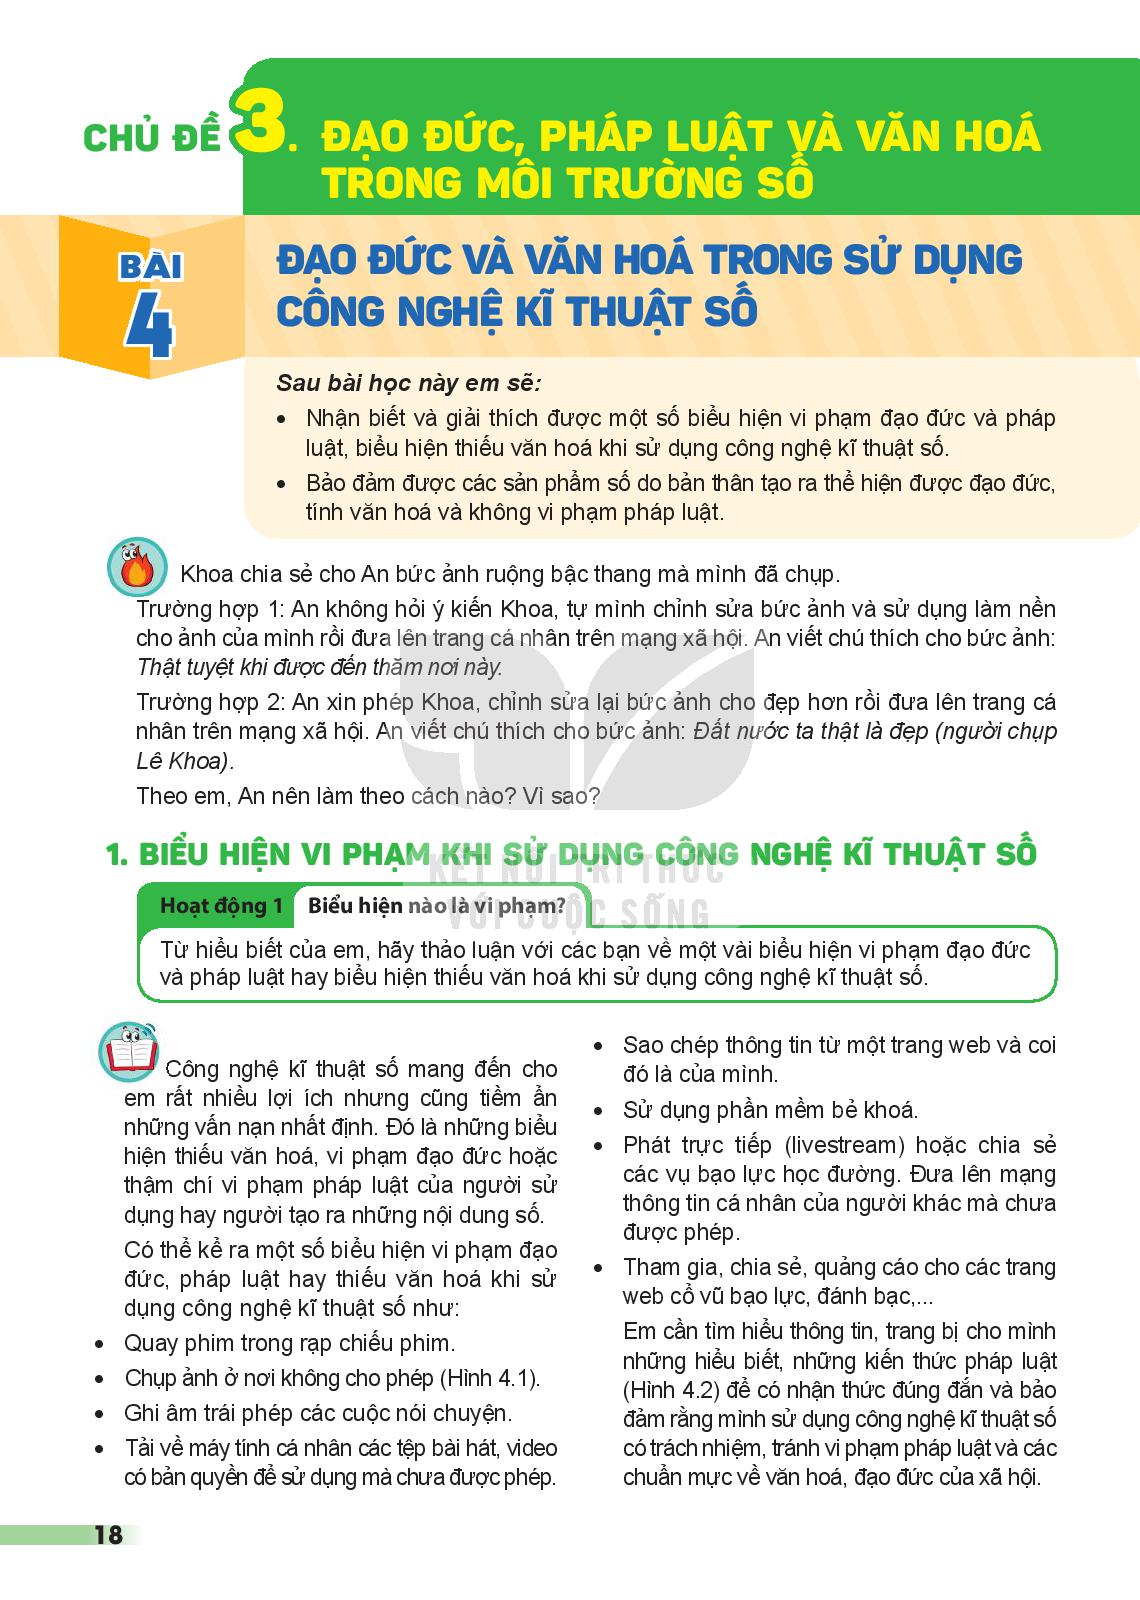 CHỦ ĐỀ 3. ĐẠO ĐỨC, PHÁP LUẬT VÀ VĂN HOÁ
TRONG MÔI TRƯỜNG SỐ
BÀI
4
ĐẠO ĐỨC VÀ VĂN HOÁ TRONG SỬ DỤNG
CÔNG NGHỆ KĨ THUẬT SỐ
Sau bài học này em sẽ:
• Nhận biết và giải thích được một số biểu hiện vi phạm đạo đức và pháp
luật, biểu hiện thiếu văn hoá khi sử dụng công nghệ kĩ thuật số.
• Bảo đảm được các sản phẩm số do bản thân tạo ra thể hiện được đạo đức,
tính văn hoá và không vi phạm pháp luật.
Khoa chia sẻ cho An bức ảnh ruộng bậc thang mà mình đã chụp.
Trường hợp 1: An không hỏi ý kiến Khoa, tự mình chỉnh sửa bức ảnh và sử dụng làm nền
cho ảnh của mình rồi đưa lên trang cá nhân trên mạng xã hội. An viết chú thích cho bức ảnh:
Thật tuyệt khi được đến thăm nơi này.
Trường hợp 2: An xin phép Khoa, chỉnh sửa lại bức ảnh cho đẹp hơn rồi đưa lên trang cá
nhân trên mạng xã hội. An viết chú thích cho bức ảnh: Đất nước ta thật là đẹp (người chụp
Lê Khoa).
Theo em, An nên làm theo cách nào? Vì sao?
1. BIỂU HIỆN VI PHẠM KHI SỬ DỤNG CÔNG NGHỆ KĨ THUẬT SỐ
KẾT NỐI TRI THỨC
VỚI CUỘC SỐNG
Hoạt động 1 Biểu hiện nào là vi phạm?
Từ hiểu biết của em, hãy thảo luận với các bạn về một vài biểu hiện vi phạm đạo đức
và pháp luật hay biểu hiện thiếu văn hoá khi sử dụng công nghệ kĩ thuật số.
Công nghệ kĩ thuật số mang đến cho
em rất nhiều lợi ích nhưng cũng tiềm ẩn
những vấn nạn nhất định. Đó là những biểu
hiện thiếu văn hoá, vi phạm đạo đức hoặc
thậm chí vi phạm pháp luật của người sử
dụng hay người tạo ra những nội dung số.
Có thể kể ra một số biểu hiện vi phạm đạo
đức, pháp luật hay thiếu văn hoá khi sử
dụng công nghệ kĩ thuật số như:
• Quay phim trong rạp chiếu phim.
• Chụp ảnh ở nơi không cho phép (Hình 4.1).
• Ghi âm trái phép các cuộc nói chuyện.
• Tải về máy tính cá nhân các tệp bài hát, video
có bản quyền để sử dụng mà chưa được phép.
• Sao chép thông tin từ một trang web và coi
đó là của mình.
• Sử dụng phần mềm bẻ khoá.
• Phát trực tiếp (livestream) hoặc chia sẻ
các vụ bạo lực học đường. Đưa lên mạng
thông tin cá nhân của người khác mà chưa
được phép.
• Tham gia, chia sẻ, quảng cáo cho các trang
web cổ vũ bạo lực, đánh bạc,...
Em cần tìm hiểu thông tin, trang bị cho mình
những hiểu biết, những kiến thức pháp luật
(Hình 4.2) để có nhận thức đúng đắn và bảo
đảm rằng mình sử dụng công nghệ kĩ thuật số
có trách nhiệm, tránh vi phạm pháp luật và các
chuẩn mực về văn hoá, đạo đức của xã hội.
18